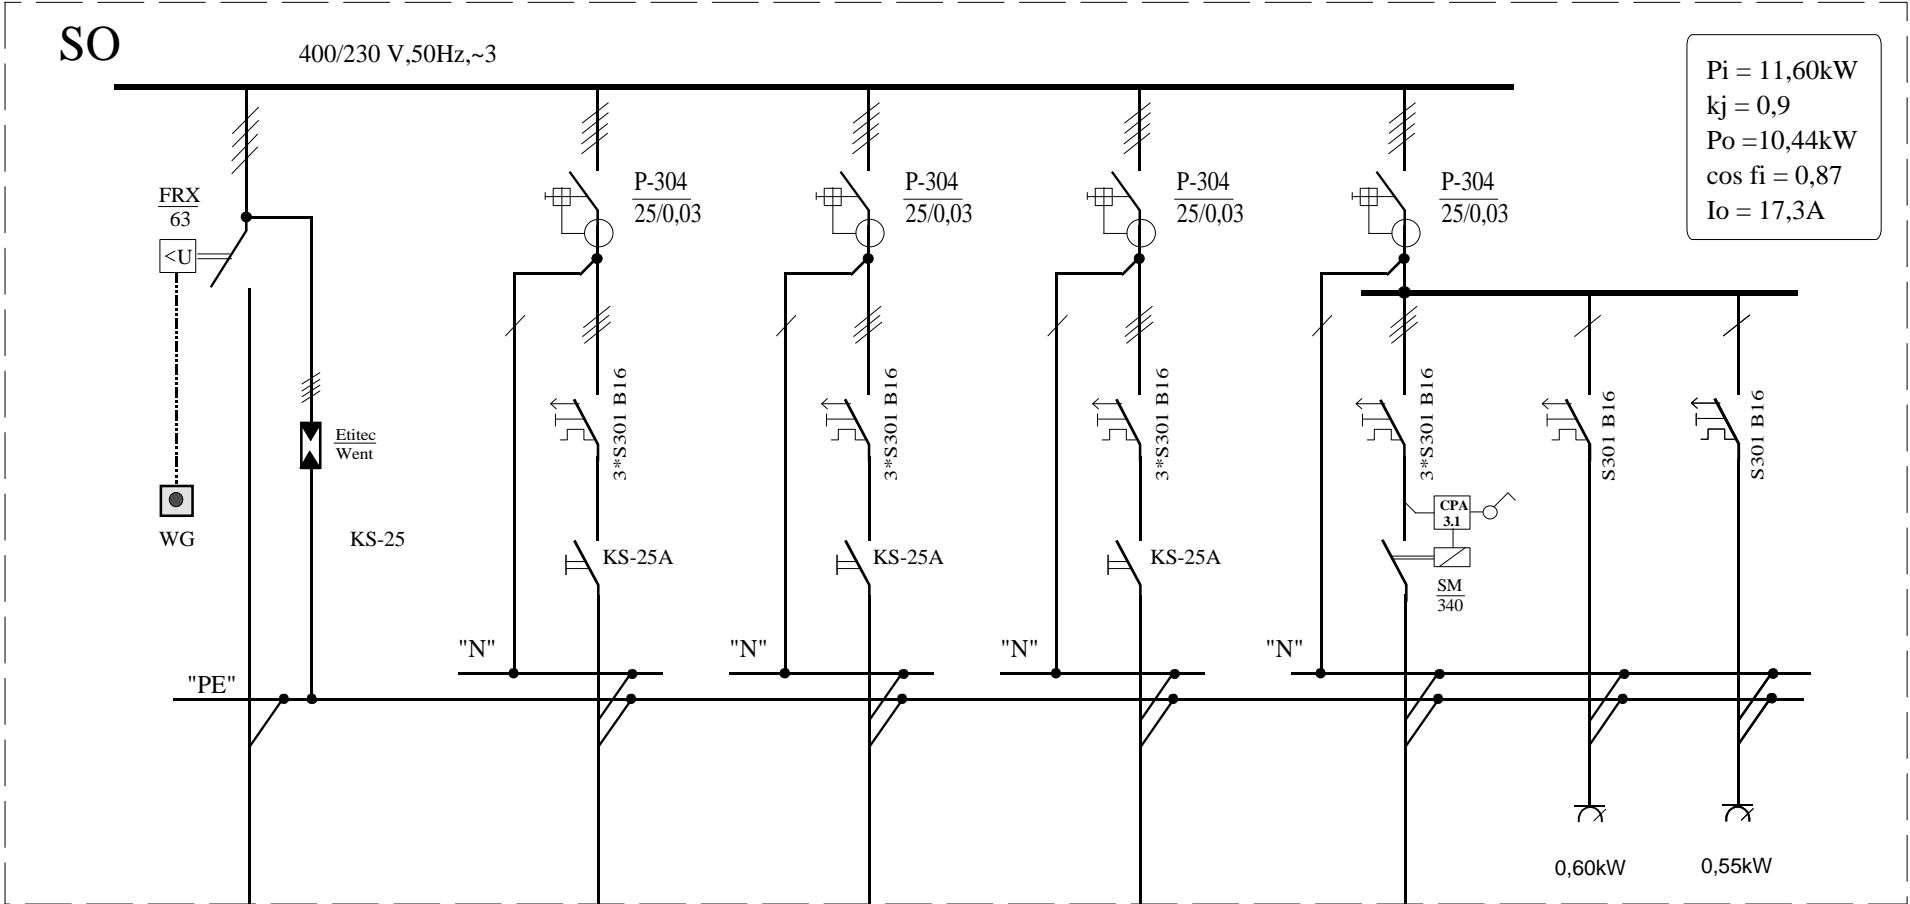 SO
400/230 V,50Hz,~3
Pi = 11,60kW
kj = 0,9
Po =10,44kW
cos fi = 0,87
Io = 17,3A
FRX
63
<U
P-304
25/0,03
P-304
25/0,03
P-304
25/0,03
P-304
25/0,03
Etitec
Went
WG
KS-25
3*S301 B16
3*S301 B16
3*S301 B16
3*S301 B16
S301 B16
S301 B16
KS-25A
KS-25A
KS-25A
CPA
3.1
SM
340
"N"
"N"
"N"
"N"
"PE"
0,60kW
0,55kW